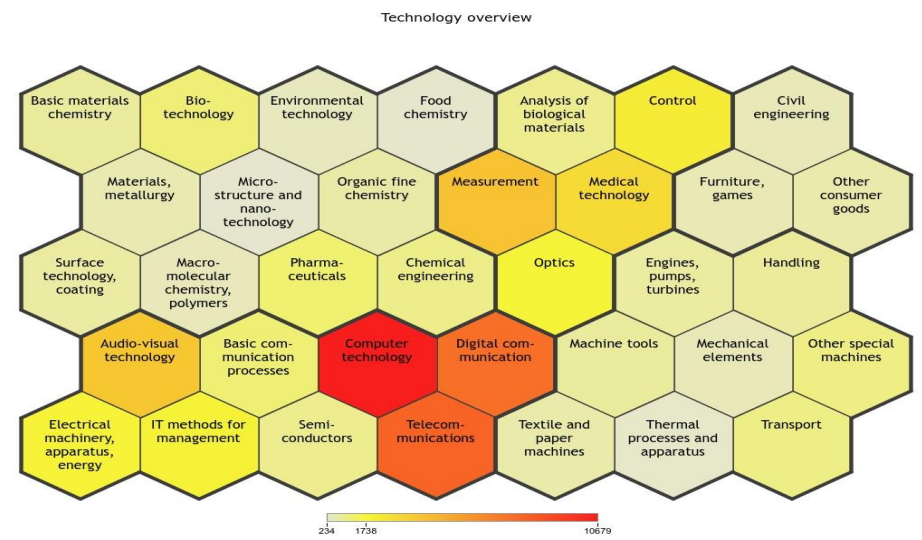 Technology overview
Basic materials
chemistry
Bio-
technology
Environmental
technology
Food
chemistry
Analysis of
biological
materials
Control
Civil
engineering
Materials,
metallurgy
Micro-
structure and
nano-
technology
Organic fine
chemistry
Measurement
Medical
technology
Furniture,
games
Other
consumer
goods
Surface
technology,
coating
Macro-
molecular
chemistry,
polymers
Pharma-
ceuticals
Chemical
engineering
Optics
Engines,
pumps,
turbines
Handling
Audio-visual
technology
Basic com-
munication
processes
Computer
technology
Digital com-
munication
Machine tools
Mechanical
elements
Other special
machines
Electrical
machinery,
apparatus,
energy
IT methods for
management
Semi-
conductors
Telecom-
munications
Textile and
paper
machines
Thermal
processes and
apparatus
Transport
234 1738 10679